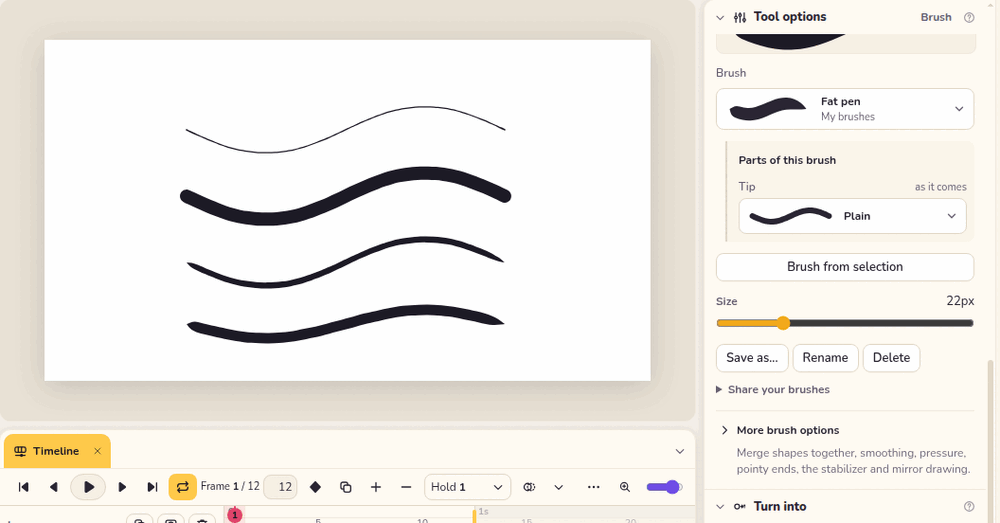 Tool options
Brush
Brush
Fat pen
My brushes
Parts of this brush
Tip
as it comes
Plain
Brush from selection
Size
22px
Save as...
Rename
Delete
Share your brushes
More brush options
Merge shapes together, smoothing, pressure,
pointy ends, the stabilizer and mirror drawing.
Turn into
Timeline
Frame 1 / 12
12
Hold 1
1
5
10
1s
15
20